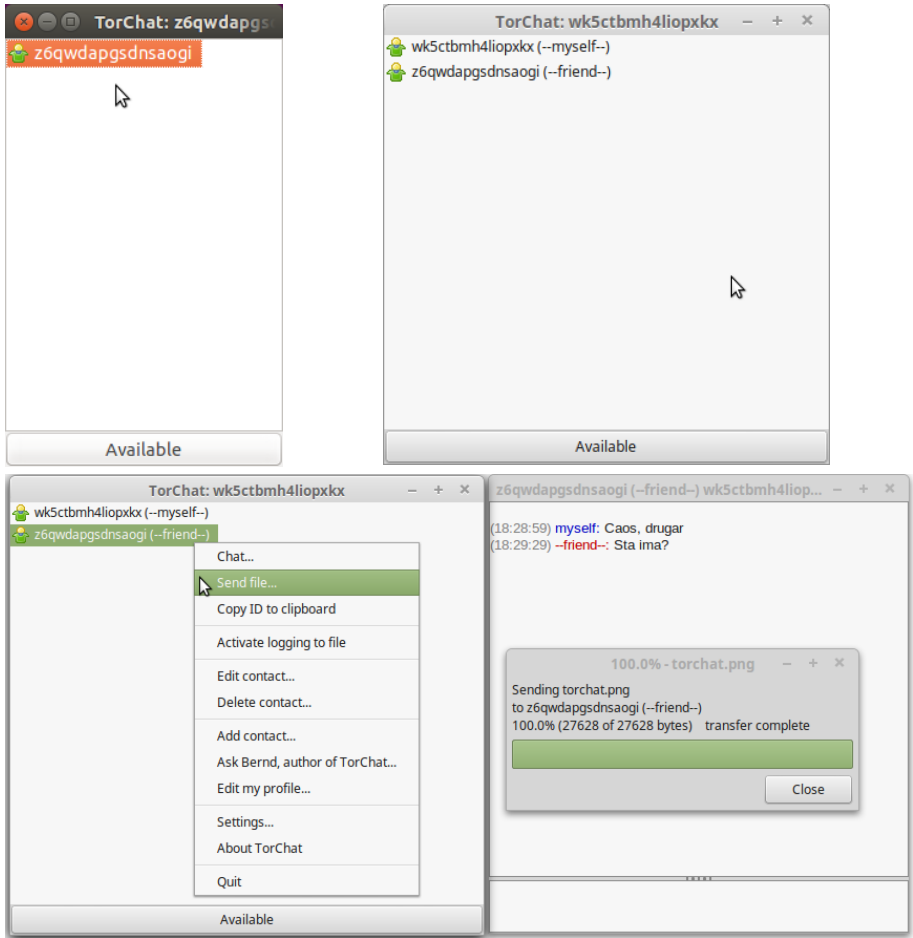 TorChat: z6qwdapgs
z6qwdapgsdnsaogi
Available
TorChat: wk5ctbmh4liopxkx
wk5ctbmh4liopxkx (--myself--)
z6qwdapgsdnsaogi (--friend--)
Available
TorChat: wk5ctbmh4liopxkx
wk5ctbmh4liopxkx (--myself--)
z6qwdapgsdnsaogi (--friend--)
Chat...
Send file...
Copy ID to clipboard
Activate logging to file
Edit contact...
Delete contact...
Add contact...
Ask Bernd, author of TorChat...
Edit my profile...
Settings...
About TorChat
Quit
Available
z6qwdapgsdnsaogi (--friend--) wk5ctbmh4liop...
(18:28:59) myself: Caos, drugar
(18:29:29) --friend--: Sta ima?
100.0% - torchat.png
Sending torchat.png
to z6qwdapgsdnsaogi (--friend--)
100.0% (27628 of 27628 bytes) transfer complete
Close